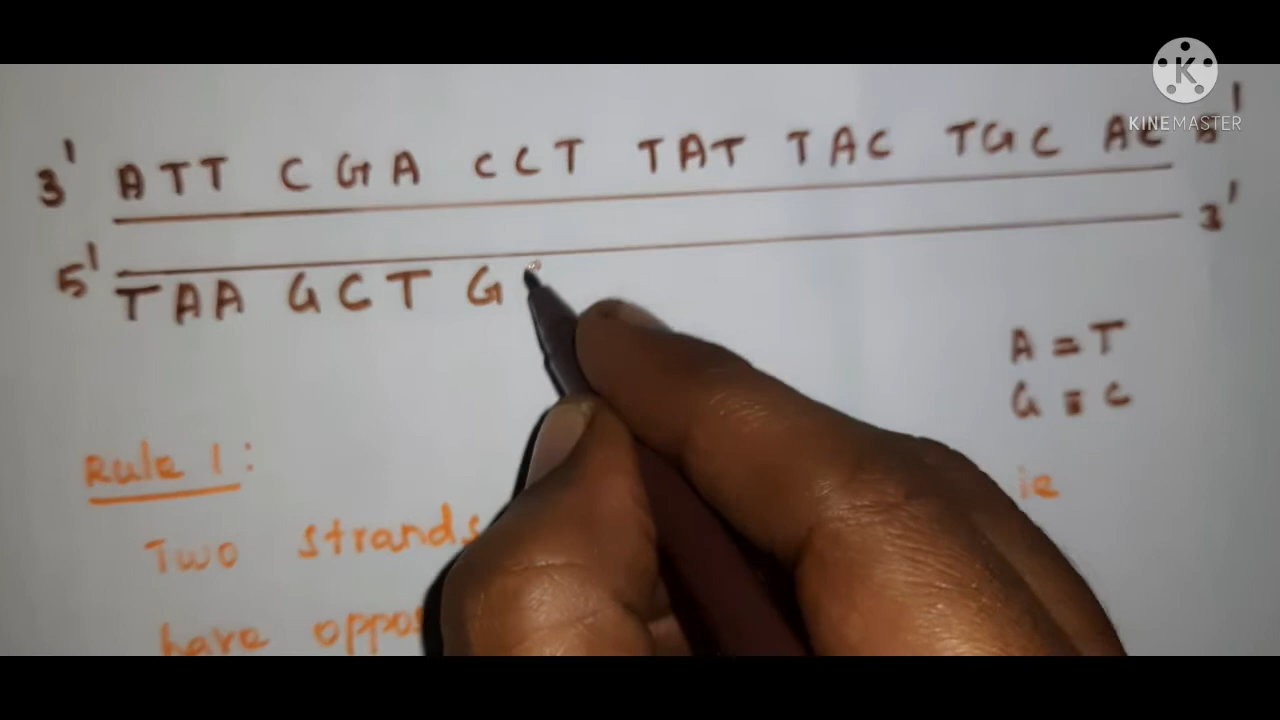 3' ATT CGA CCT TAT TAC TGC AC 5'
5' TAA GCT G 3'
A = T
G ≡ C
Rule 1:
Two strands ie
have
K
KINEMASTER